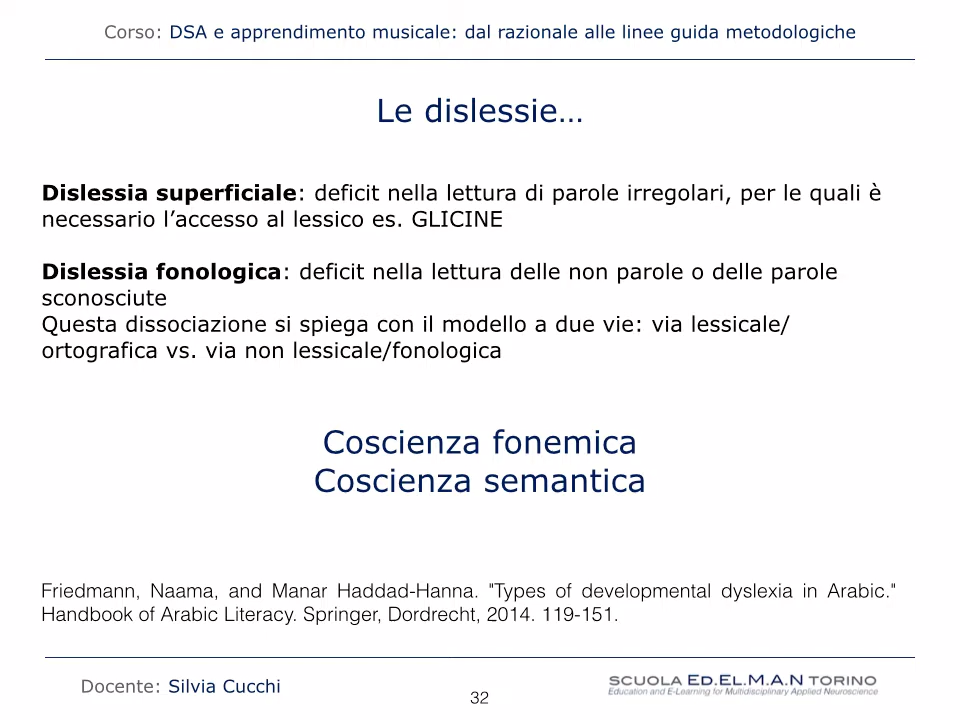 Corso: DSA e apprendimento musicale: dal razionale alle linee guida metodologiche
Le dislessie…
Dislessia superficiale: deficit nella lettura di parole irregolari, per le quali è
necessario l’accesso al lessico es. GLICINE
Dislessia fonologica: deficit nella lettura delle non parole o delle parole
sconosciute
Questa dissociazione si spiega con il modello a due vie: via lessicale/
ortografica vs. via non lessicale/fonologica
Coscienza fonemica
Coscienza semantica
Friedmann, Naama, and Manar Haddad-Hanna. "Types of developmental dyslexia in Arabic."
Handbook of Arabic Literacy. Springer, Dordrecht, 2014. 119-151.
Docente: Silvia Cucchi
32
SCUOLA ED.EL.M.A.N TORINO
Education and E-Learning for Multidisciplinary Applied Neuroscience